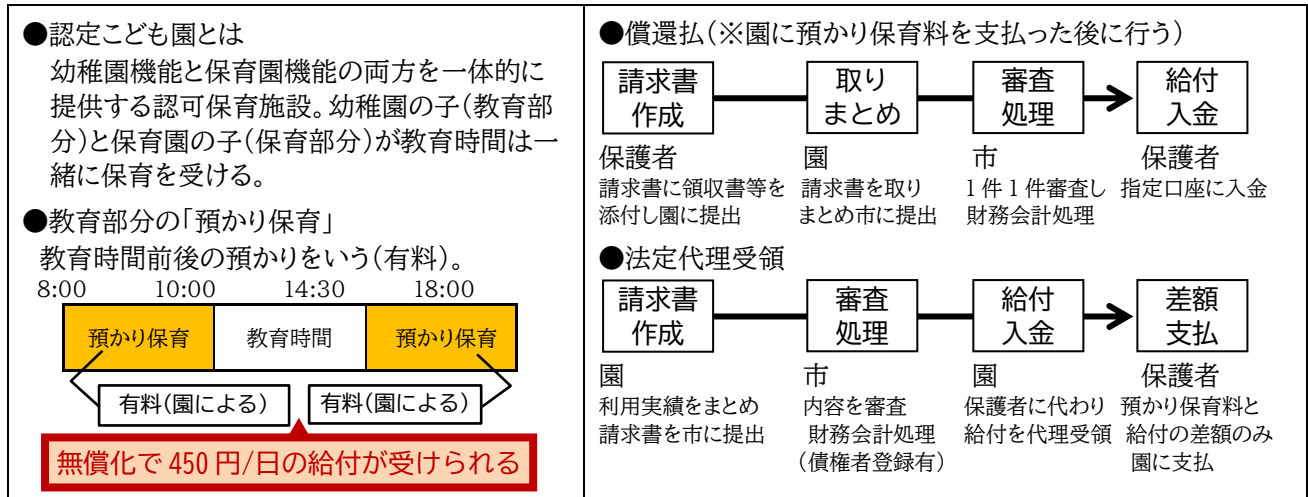 ●認定こども園とは
幼稚園機能と保育園機能の両方を一体的に
提供する認可保育施設。幼稚園の子(教育部
分)と保育園の子(保育部分)が教育時間は一
緒に保育を受ける。
●教育部分の「預かり保育」
教育時間前後の預かりをいう(有料)。
8:00 10:00 14:30 18:00
預かり保育 教育時間 預かり保育
有料(園による) 有料(園による)
無償化で450円/日の給付が受けられる
●償還払(※園に預かり保育料を支払った後に行う)
請求書 取り 審査 給付
作成 まとめ 処理 入金
保護者 園 市 保護者
請求書に領収書等を 請求書を取り 1件1件審査し 指定口座に入金
添付し園に提出 まとめ市に提出 財務会計処理
●法定代理受領
請求書 審査 給付 差額
作成 処理 入金 支払
園 市 園 保護者
利用実績をまとめ 内容を審査 保護者に代わり 預かり保育料と
請求書を市に提出 財務会計処理 給付を代理受領 給付の差額のみ
(債権者登録有) 園に支払